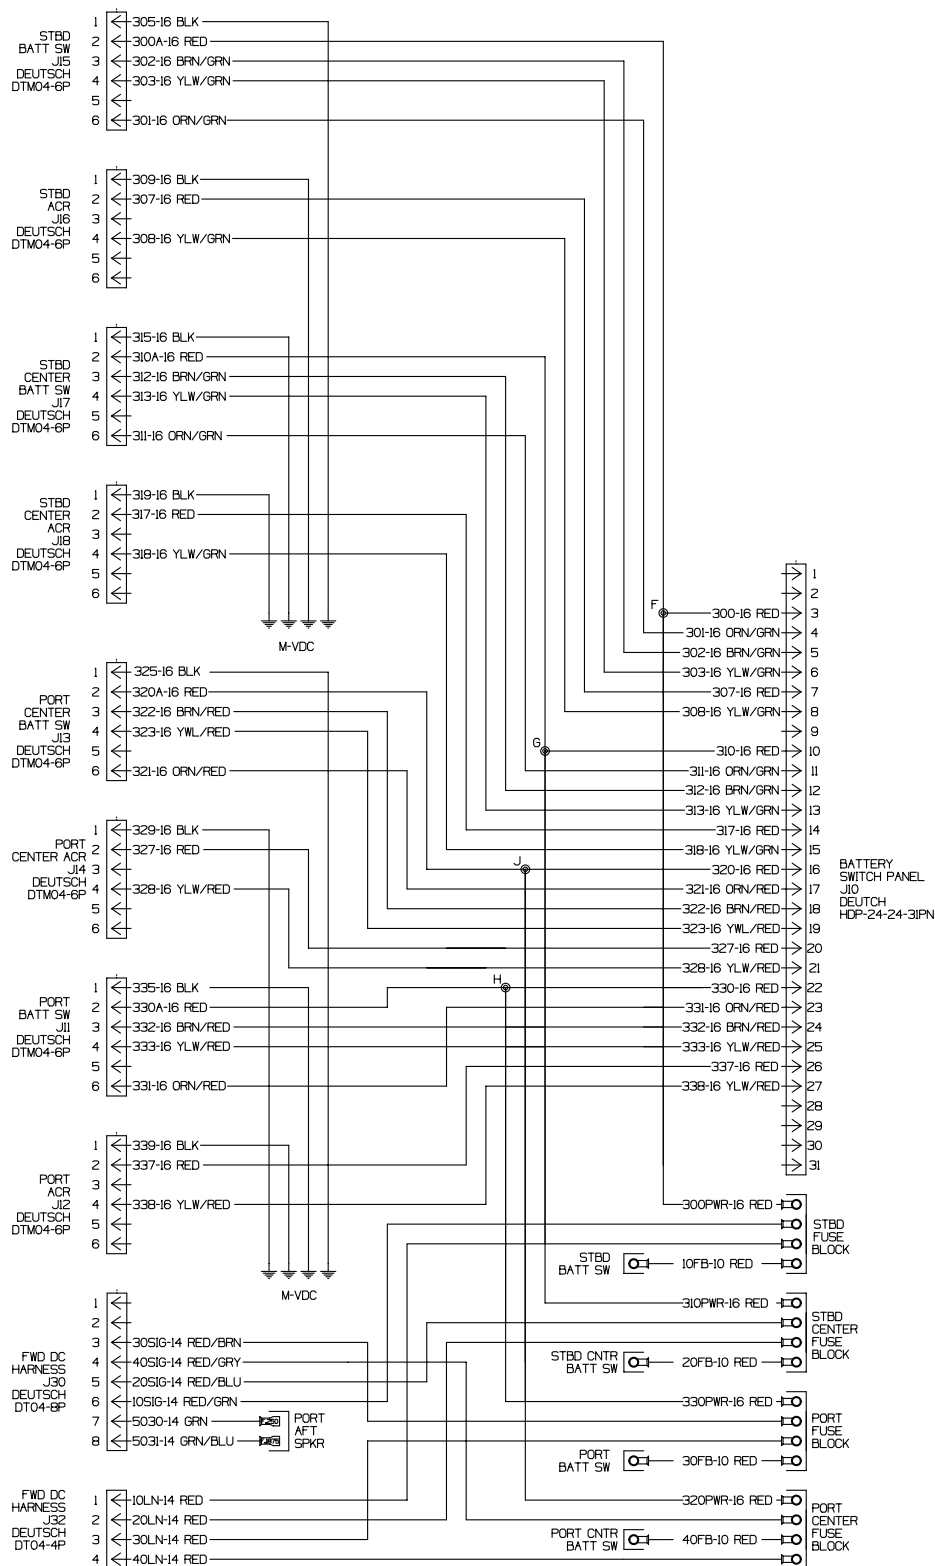 STBD
BATT SW
J15
DEUTSCH
DTM04-6P
1 305-16 BLK
2 300A-16 RED
3 302-16 BRN/GRN
4 303-16 YLW/GRN
5
6 301-16 ORN/GRN
STBD
ACR
J16
DEUTSCH
DTM04-6P
1 309-16 BLK
2 307-16 RED
3
4 308-16 YLW/GRN
5
6
STBD
CENTER
BATT SW
J17
DEUTSCH
DTM04-6P
1 315-16 BLK
2 310A-16 RED
3 312-16 BRN/GRN
4 313-16 YLW/GRN
5
6 311-16 ORN/GRN
STBD
CENTER
ACR
J18
DEUTSCH
DTM04-6P
1 319-16 BLK
2 317-16 RED
3
4 318-16 YLW/GRN
5
6
M-VDC
PORT
CENTER
BATT SW
J13
DEUTSCH
DTM04-6P
1 325-16 BLK
2 320A-16 RED
3 322-16 BRN/RED
4 323-16 YWL/RED
5
6 321-16 ORN/RED
PORT
CENTER ACR
J14
DEUTSCH
DTM04-6P
1 329-16 BLK
2 327-16 RED
3
4 328-16 YLW/RED
5
6
PORT
BATT SW
J11
DEUTSCH
DTM04-6P
1 335-16 BLK
2 330A-16 RED
3 332-16 BRN/RED
4 333-16 YLW/RED
5
6 331-16 ORN/RED
PORT
ACR
J12
DEUTSCH
DTM04-6P
1 339-16 BLK
2 337-16 RED
3
4 338-16 YLW/RED
5
6
M-VDC
FWD DC
HARNESS
J30
DEUTSCH
DT04-8P
1
2
3 30SIG-14 RED/BRN
4 40SIG-14 RED/GRY
5 20SIG-14 RED/BLU
6 10SIG-14 RED/GRN
7 5030-14 GRN
8 5031-14 GRN/BLU
PORT
AFT
SPKR
FWD DC
HARNESS
J32
DEUTSCH
DT04-4P
1 10LN-14 RED
2 20LN-14 RED
3 30LN-14 RED
4 40LN-14 RED
F
G
J
H
1
2
300-16 RED 3
301-16 ORN/GRN 4
302-16 BRN/GRN 5
303-16 YLW/GRN 6
307-16 RED 7
308-16 YLW/GRN 8
9
310-16 RED 10
311-16 ORN/GRN 11
312-16 BRN/GRN 12
313-16 YLW/GRN 13
317-16 RED 14
318-16 YLW/GRN 15
320-16 RED 16
321-16 ORN/RED 17
322-16 BRN/RED 18
323-16 YWL/RED 19
327-16 RED 20
328-16 YLW/RED 21
330-16 RED 22
331-16 ORN/RED 23
332-16 BRN/RED 24
333-16 YLW/RED 25
337-16 RED 26
338-16 YLW/RED 27
28
29
30
31
BATTERY
SWITCH PANEL
J10
DEUTCH
HDP-24-24-31PN
300PWR-16 RED
STBD
BATT SW
10FB-10 RED
STBD
FUSE
BLOCK
310PWR-16 RED
STBD CNTR
BATT SW
20FB-10 RED
STBD
CENTER
FUSE
BLOCK
330PWR-16 RED
PORT
BATT SW
30FB-10 RED
PORT
FUSE
BLOCK
320PWR-16 RED
PORT CNTR
BATT SW
40FB-10 RED
PORT
CENTER
FUSE
BLOCK